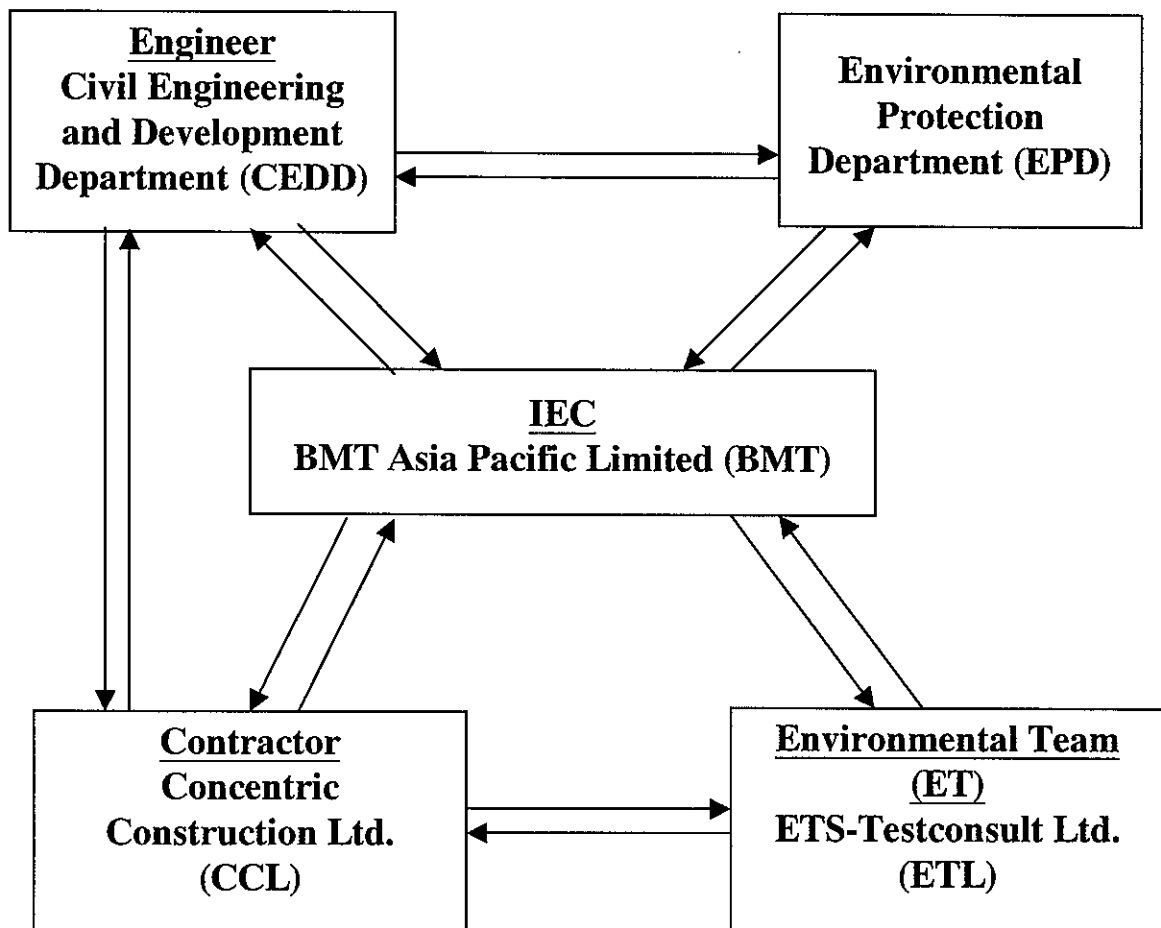 Engineer
Civil Engineering
and Development
Department (CEDD)
Environmental
Protection
Department (EPD)
IEC
BMT Asia Pacific Limited (BMT)
Contractor
Concentric
Construction Ltd.
(CCL)
Environmental Team
(ET)
ETS-Testconsult Ltd.
(ETL)